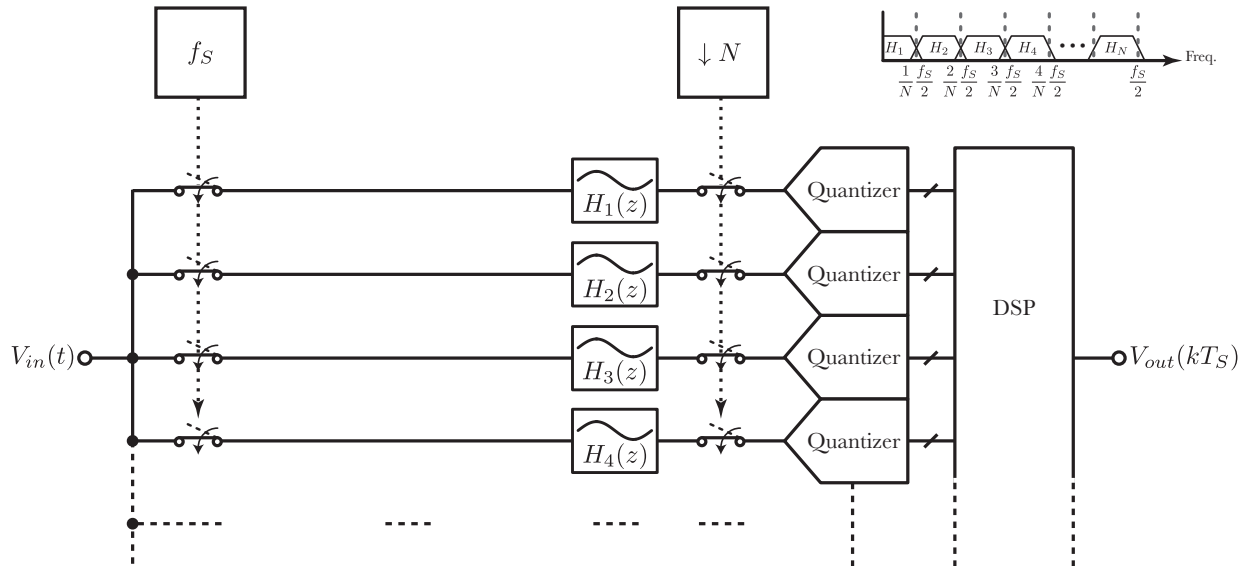 f_S
↓ N
H_1 H_2 H_3 H_4 ••• H_N Freq.
1/N f_S/2 2/N f_S/2 3/N f_S/2 4/N f_S/2 f_S/2
H_1(z)
Quantizer
H_2(z)
Quantizer
DSP
V_in(t)
H_3(z)
Quantizer
V_out(kT_S)
H_4(z)
Quantizer